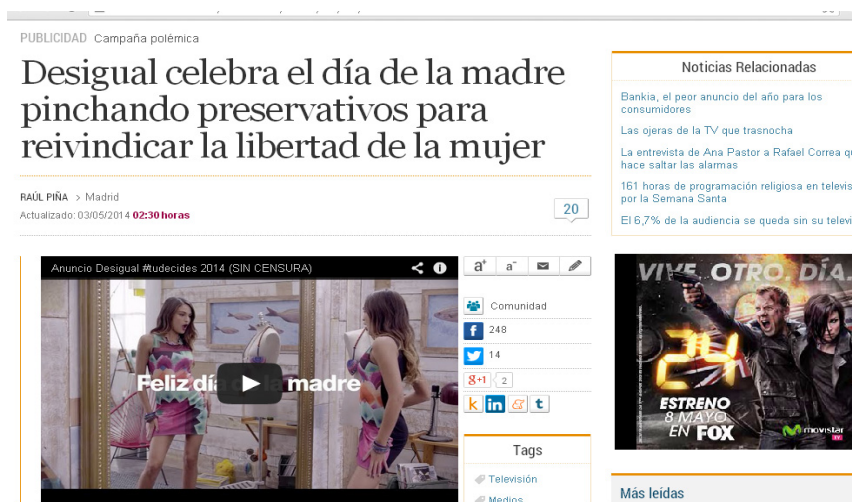 PUBLICIDAD Campaña polémica
Desigual celebra el día de la madre
pinchando preservativos para
reivindicar la libertad de la mujer
RAÚL PIÑA > Madrid
Actualizado: 03/05/2014 02:30 horas
20
Anuncio Desigual #tudecides 2014 (SIN CENSURA)
Feliz día de la madre
a+ a-
Comunidad
248
14
g+1 2
k in t
Tags
Televisión
Medios
Noticias Relacionadas
Bankia, el peor anuncio del año para los
consumidores
Las ojeras de la TV que trasnocha
La entrevista de Ana Pastor a Rafael Correa
hace saltar las alarmas
161 horas de programación religiosa en
por la Semana Santa
El 6,7% de la audiencia se queda sin su
VIVE OTRO DÍA.
24
ESTRENO
8 MAYO
EN FOX
movistar
TV
Más leídas